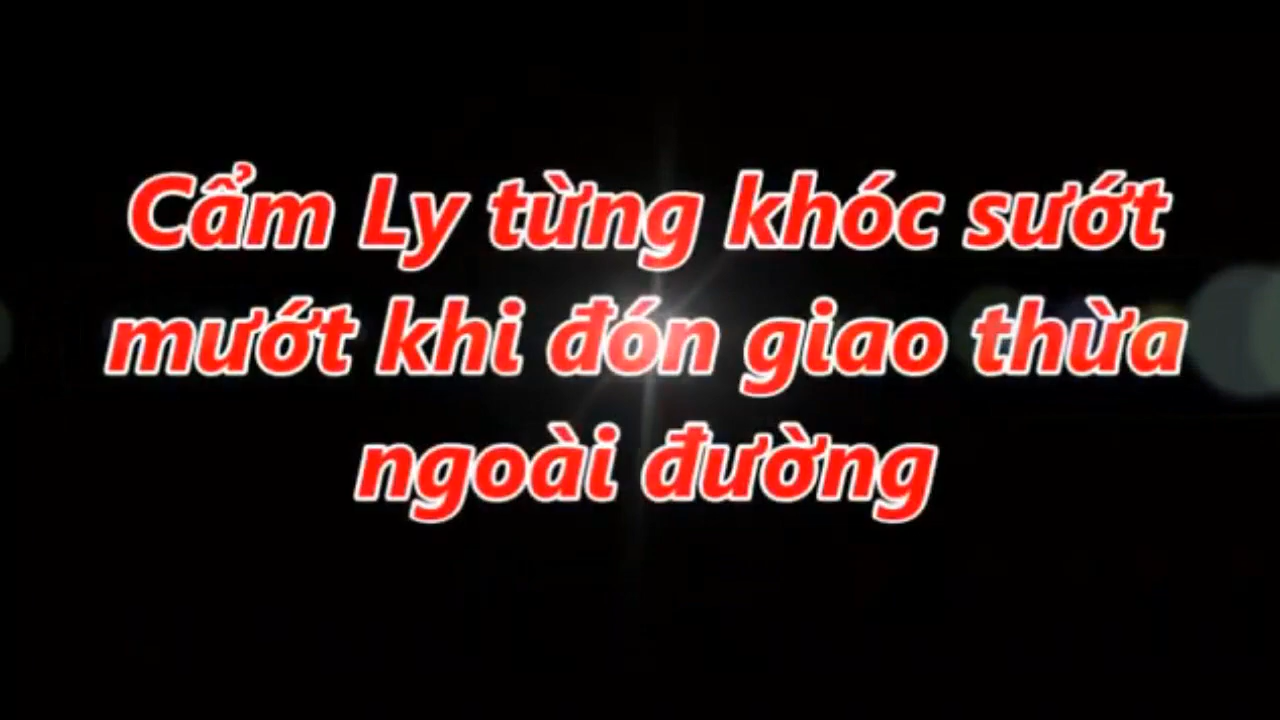 Cẩm Ly từng khóc sướt
mướt khi đón giao thừa
ngoài đường